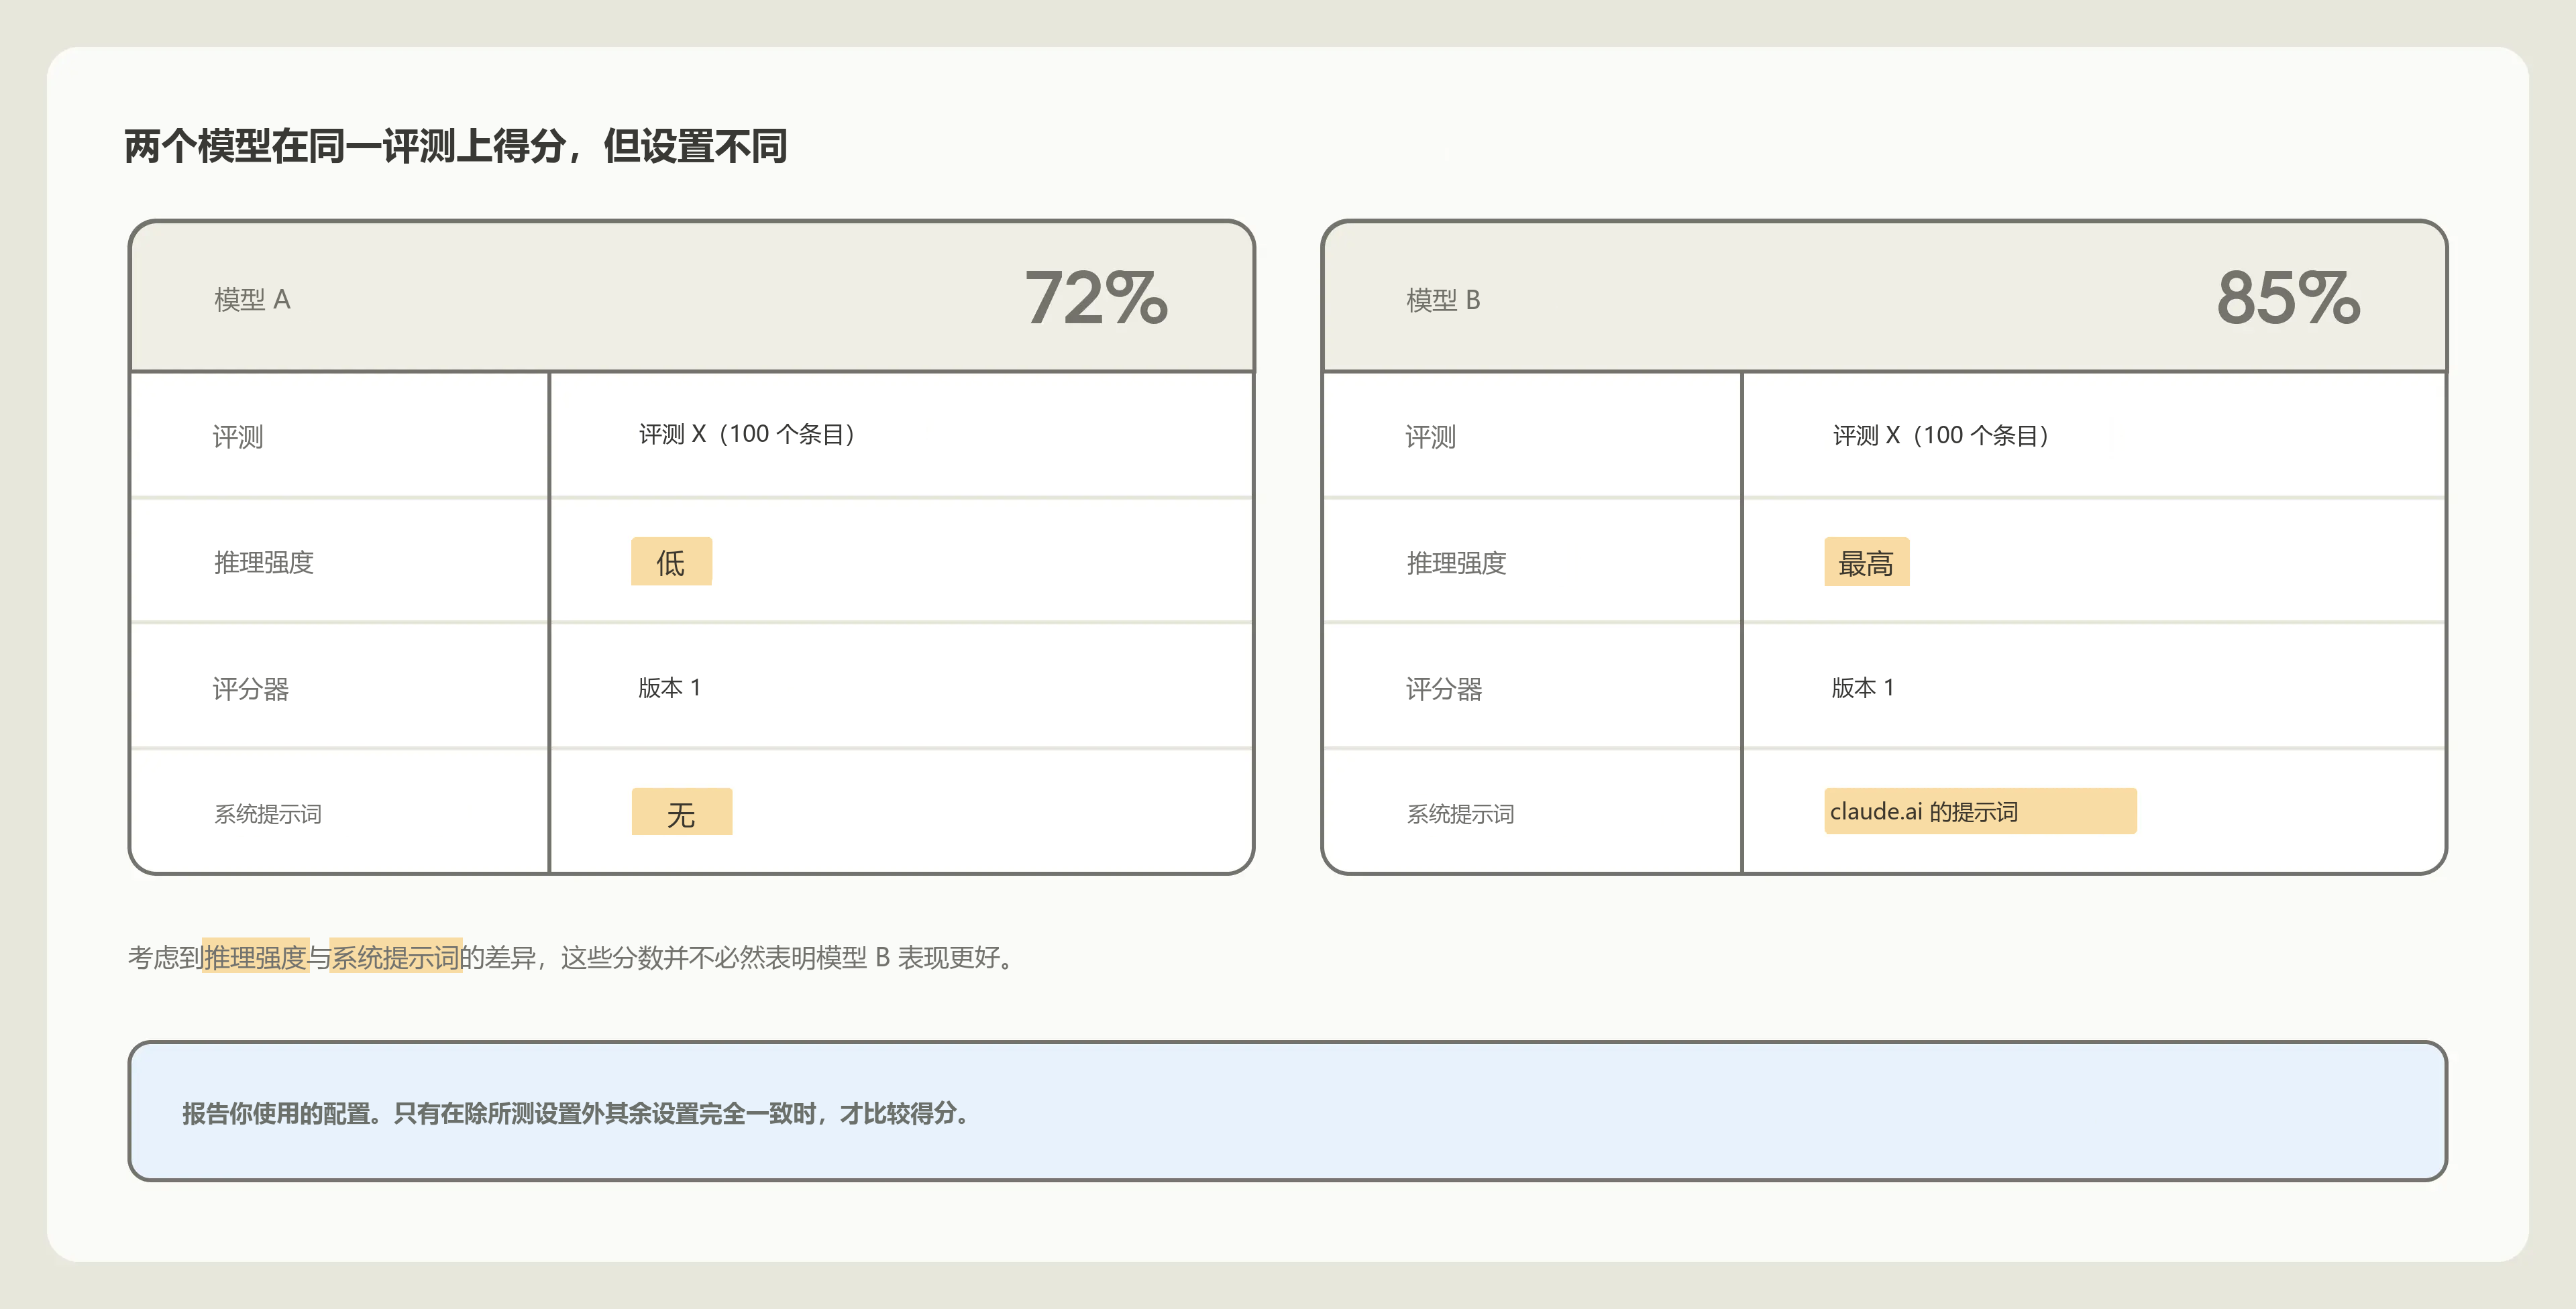 两个模型在同一评测上得分，但设置不同
模型 A
72%
评测
评测 X（100 个条目）
推理强度
低
评分器
版本 1
系统提示词
无
模型 B
85%
评测
评测 X（100 个条目）
推理强度
最高
评分器
版本 1
系统提示词
claude.ai 的提示词
考虑到推理强度与系统提示词的差异，这些分数并不必然表明模型 B 表现更好。
报告你使用的配置。只有在除所测设置外其余设置完全一致时，才比较得分。